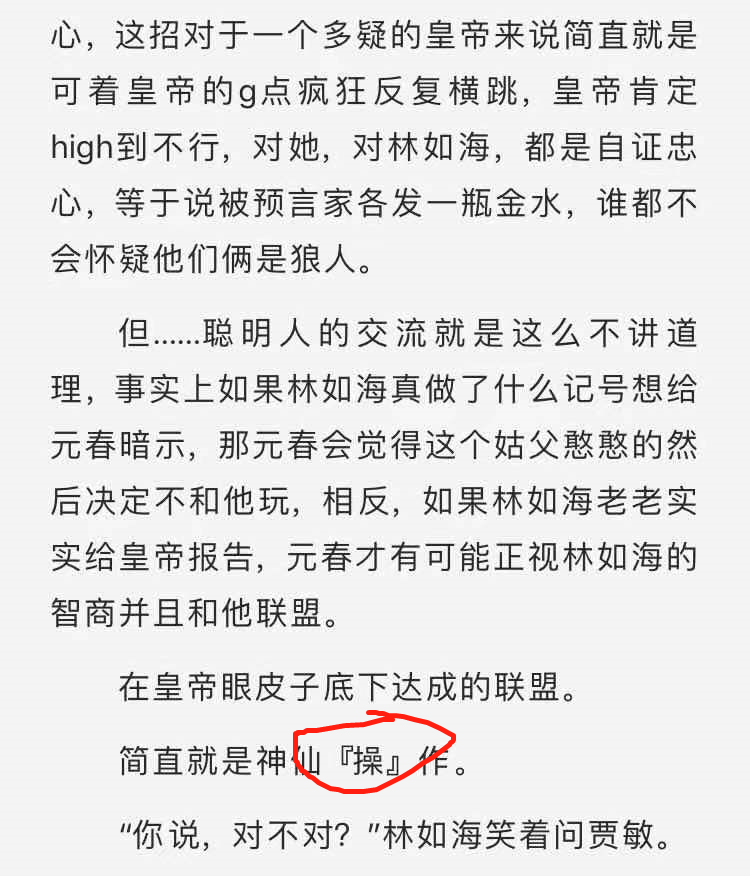 心，这招对于一个多疑的皇帝来说简直就是
可着皇帝的g点疯狂反复横跳，皇帝肯定
high到不行，对她，对林如海，都是自证忠
心，等于说被预言家各发一瓶金水，谁都不
会怀疑他们俩是狼人。
但……聪明人的交流就是这么不讲道
理，事实上如果林如海真做了什么记号想给
元春暗示，那元春会觉得这个姑父憨憨的然
后决定不和他玩，相反，如果林如海老老实
实给皇帝报告，元春才有可能正视林如海的
智商并且和他联盟。
在皇帝眼皮子底下达成的联盟。
简直就是神仙『操』作。
“你说，对不对？”林如海笑着问贾敏。